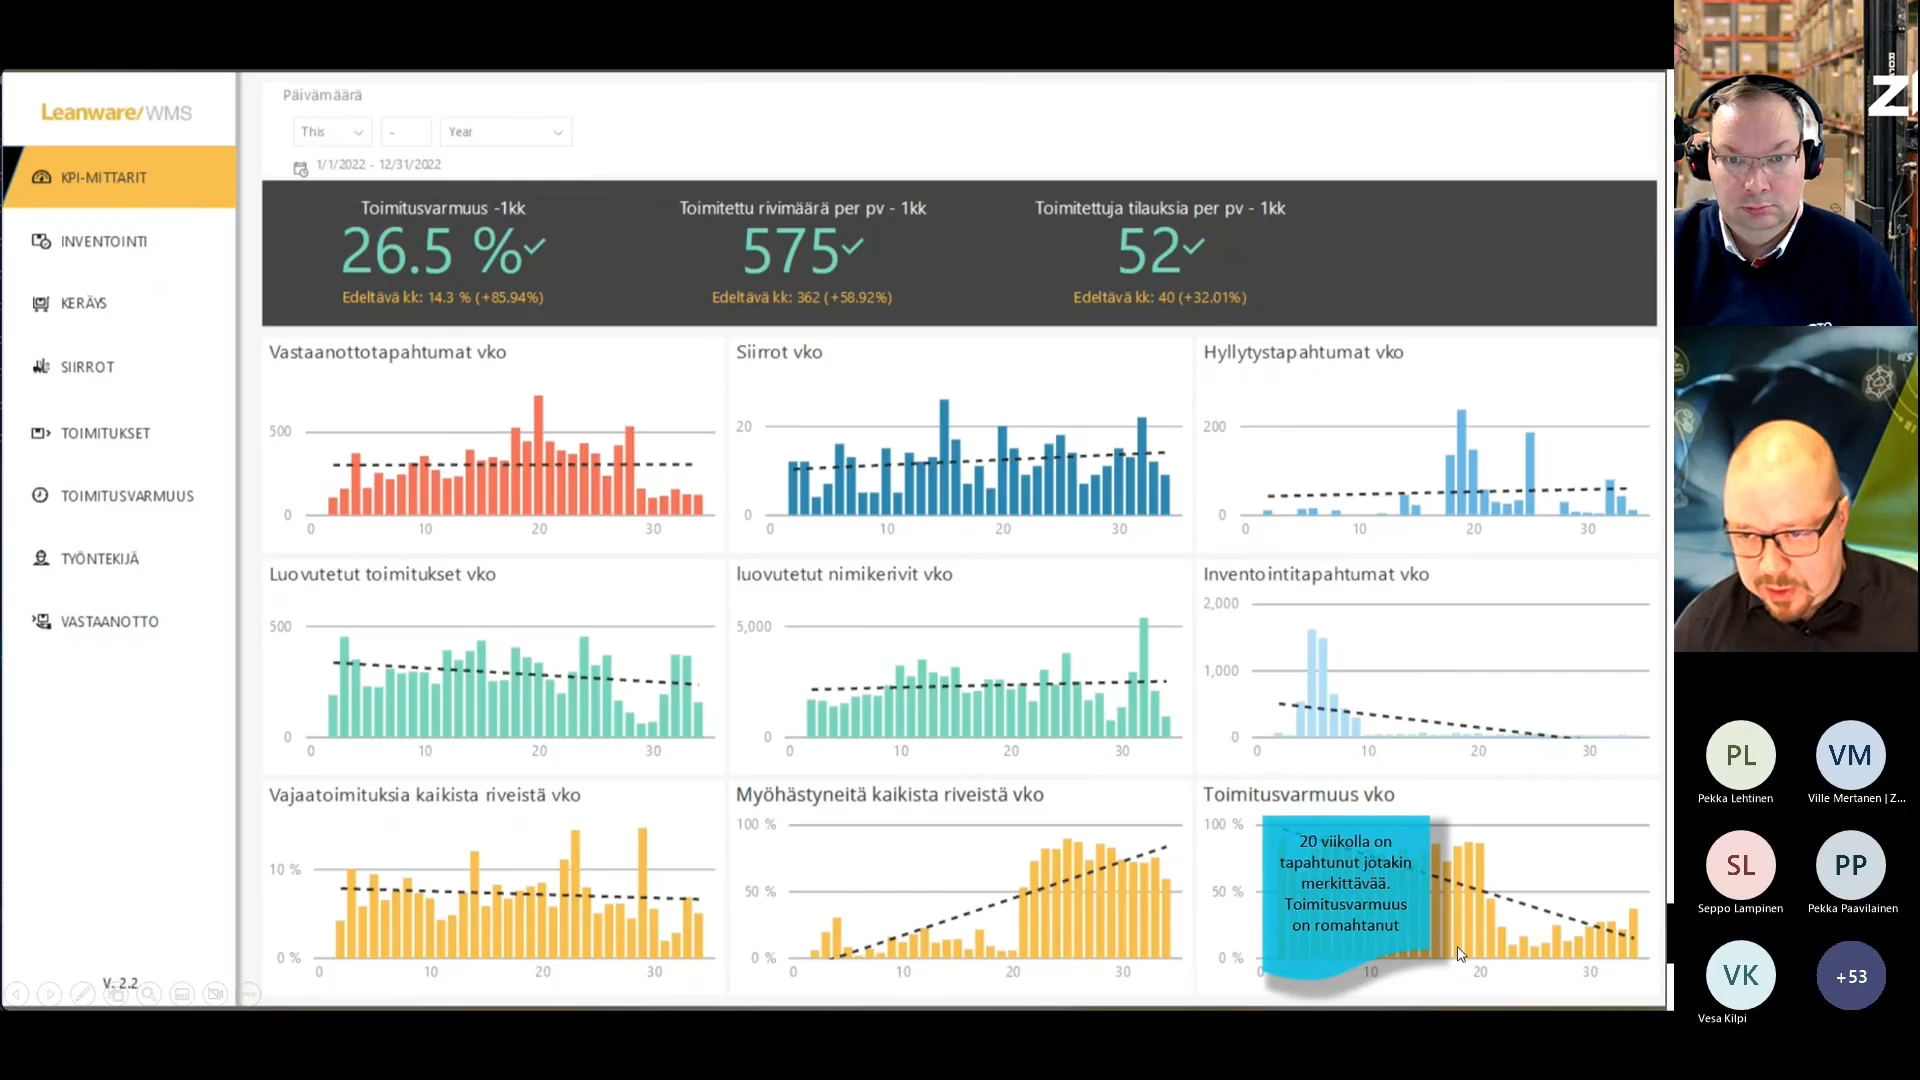 Leanware/WMS
KPI-MITTARIT
INVENTOINTI
KERÄYS
SIIRROT
TOIMITUKSET
TOIMITUSVARMUUS
TYÖNTEKIJÄ
VASTAANOTTO
V. 2.2
Päivämäärä
This - Year
1/1/2022 - 12/31/2022
Toimitusvarmuus -1kk
26.5 %
Edeltävä kk: 14.3 % (+85.94%)
Toimitettu rivimäärä per pv - 1kk
575
Edeltävä kk: 362 (+58.92%)
Toimitettuja tilauksia per pv - 1kk
52
Edeltävä kk: 40 (+32.01%)
Vastaanottotapahtumat vko
500
0
0 10 20 30
Siirrot vko
20
0
0 10 20 30
Hyllytystapahtumat vko
200
0
0 10 20 30
Luovutetut toimitukset vko
500
0
0 10 20 30
luovutetut nimikerivit vko
5,000
0
0 10 20 30
Inventointitapahtumat vko
2,000
1,000
0
0 10 20 30
Vajaatoimituksia kaikista riveistä vko
10 %
0 %
0 10 20 30
Myöhästyneitä kaikista riveistä vko
100 %
50 %
0 %
0 10 20 30
Toimitusvarmuus vko
100 %
50 %
0 %
0 10 20 30
20 viikolla on
tapahtunut jotakin
merkittävää.
Toimitusvarmuus
on romahtanut
PL
Pekka Lehtinen
VM
Ville Mertanen | Z...
SL
Seppo Lampinen
PP
Pekka Paavilainen
VK
Vesa Kilpi
+53